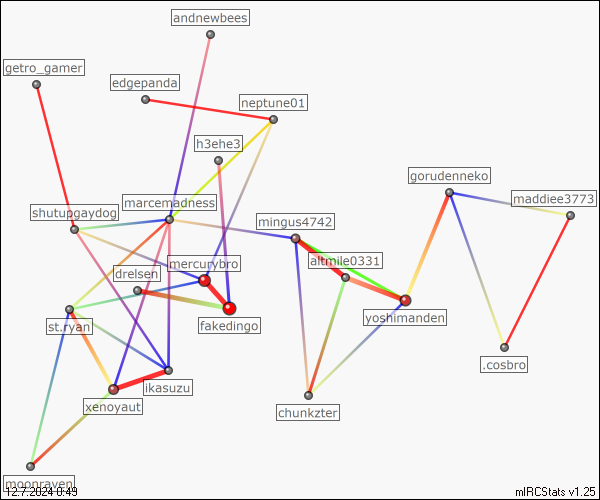 andnewbees
getro_gamer
edgepanda
neptune01
h3ehe3
gorudenneko
maddiee3773
marcemadness
shutupgaydog
mingus4742
altmile0331
mercurybro
drelsen
yoshimanden
fakedingo
st.ryan
.cosbro
ikasuzu
xenoyaut
chunkzter
moonraven
12.7.2024 0:49
mIRCStats v1.25